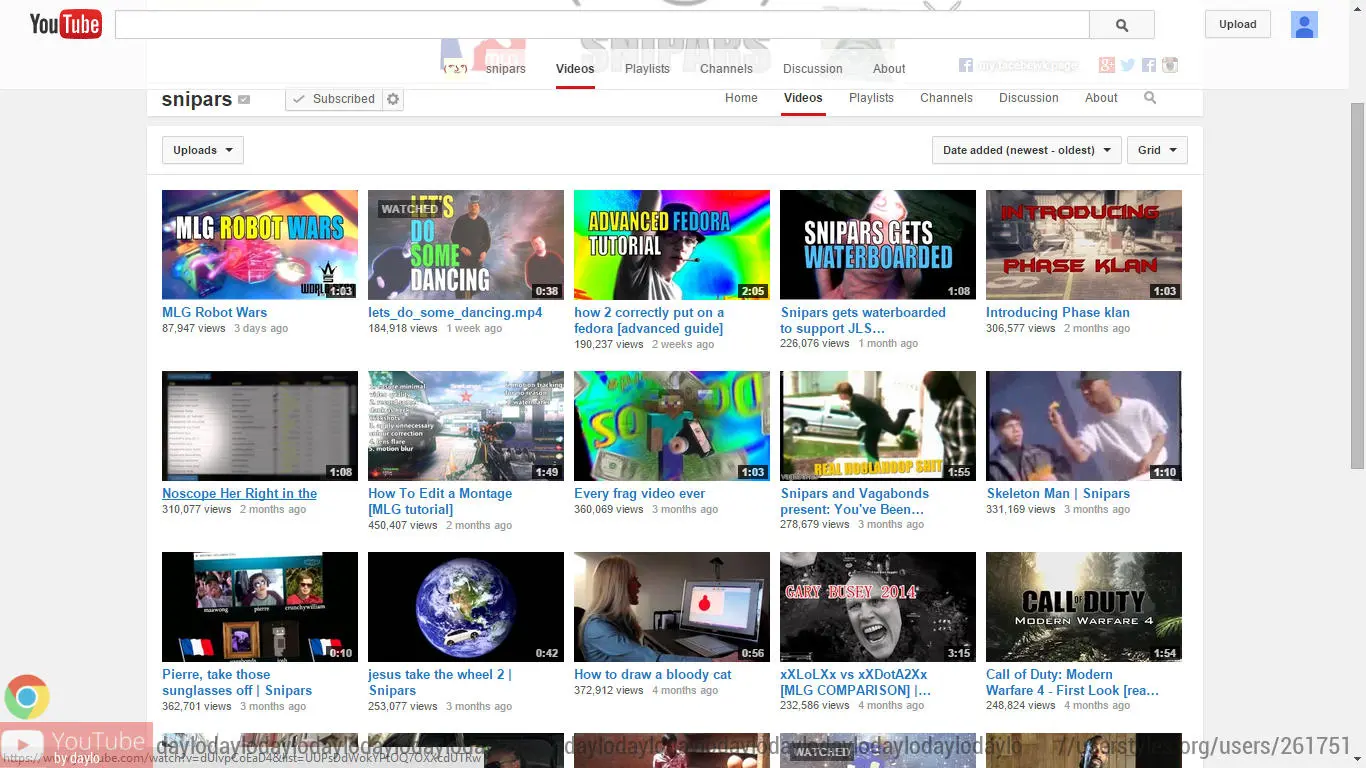 YouTube
Upload
SNIPARS
snipars Videos Playlists Channels Discussion About
my facebewk page
snipars
Subscribed
Home Videos Playlists Channels Discussion About
Uploads
Date added (newest - oldest)
Grid
MLG ROBOT WARS
1:03
WATCHED
LET'S
DO
SOME
DANCING
0:38
ADVANCED FEDORA
TUTORIAL
2:05
SNIPARS GETS
WATERBOARDED
1:08
INTRODUCING
PHASE KLAN
1:03
MLG Robot Wars
87,947 views 3 days ago
lets_do_some_dancing.mp4
184,918 views 1 week ago
how 2 correctly put on a
fedora [advanced guide]
190,237 views 2 weeks ago
Snipars gets waterboarded
to support JLS...
226,076 views 1 month ago
Introducing Phase klan
306,577 views 2 months ago
1:08
1:49
SO
1:03
REAL HOOLAHOOP SHIT
1:55
1:10
Noscope Her Right in the
310,077 views 2 months ago
How To Edit a Montage
[MLG tutorial]
450,407 views 2 months ago
Every frag video ever
360,069 views 3 months ago
Snipars and Vagabonds
present: You've Been...
278,679 views 3 months ago
Skeleton Man | Snipars
331,169 views 3 months ago
maawong pierre crunchywilliam
0:10
0:42
0:56
GARY BUSEY 2014
3:15
CALL OF DUTY
MODERN WARFARE 4
1:54
Pierre, take those
sunglasses off | Snipars
362,701 views 3 months ago
jesus take the wheel 2 |
Snipars
253,077 views 3 months ago
How to draw a bloody cat
372,912 views 4 months ago
xXLoLXx vs xXDotA2Xx
[MLG COMPARISON] |...
232,586 views 4 months ago
Call of Duty: Modern
Warfare 4 - First Look [rea...
248,824 views 4 months ago
YouTube
by daylo
WATCHED
//userstyles.org/users/261751